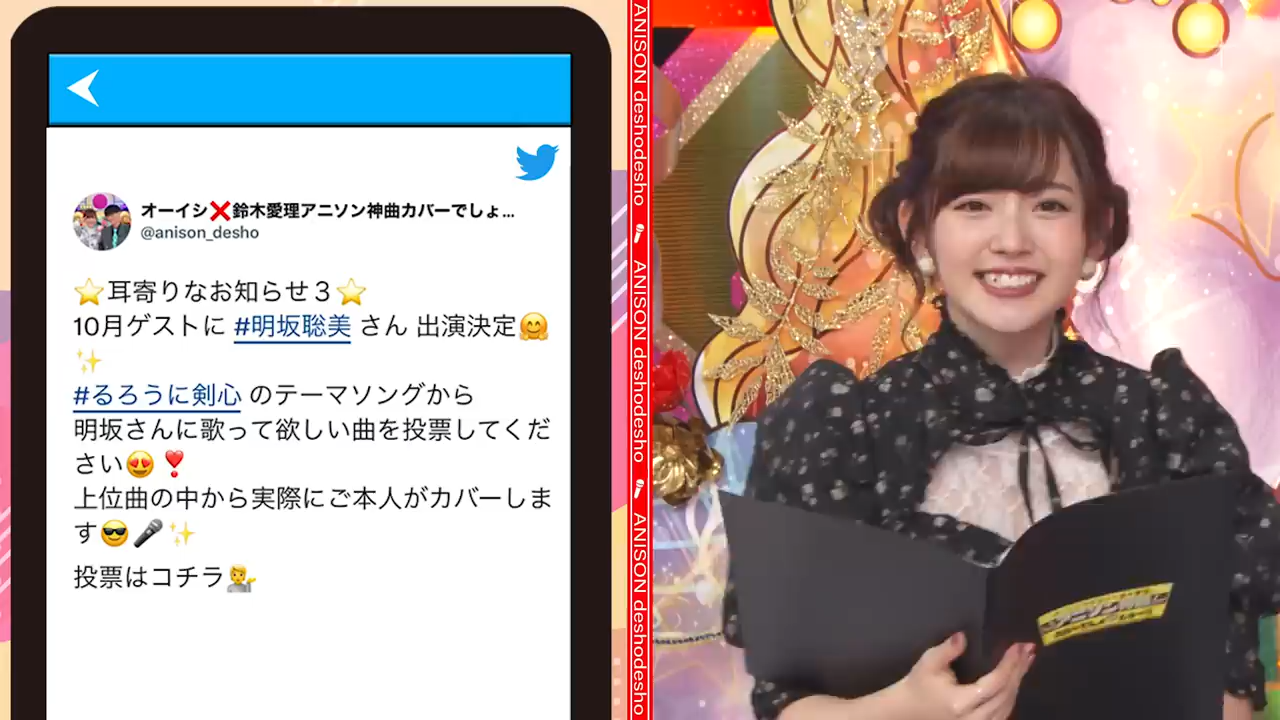 オーイシ❌鈴木愛理アニソン神曲カバーでしょ...
@anison_desho
⭐耳寄りなお知らせ３⭐
10月ゲストに #明坂聡美 さん 出演決定🤗
✨
#るろうに剣心 のテーマソングから
明坂さんに歌って欲しい曲を投票してくだ
さい😍❣️
上位曲の中から実際にご本人がカバーしま
す😎🎤✨
投票はコチラ💁
ANISON deshodesho
ANISON deshodesho
ANISON deshodesho
アニソン神曲